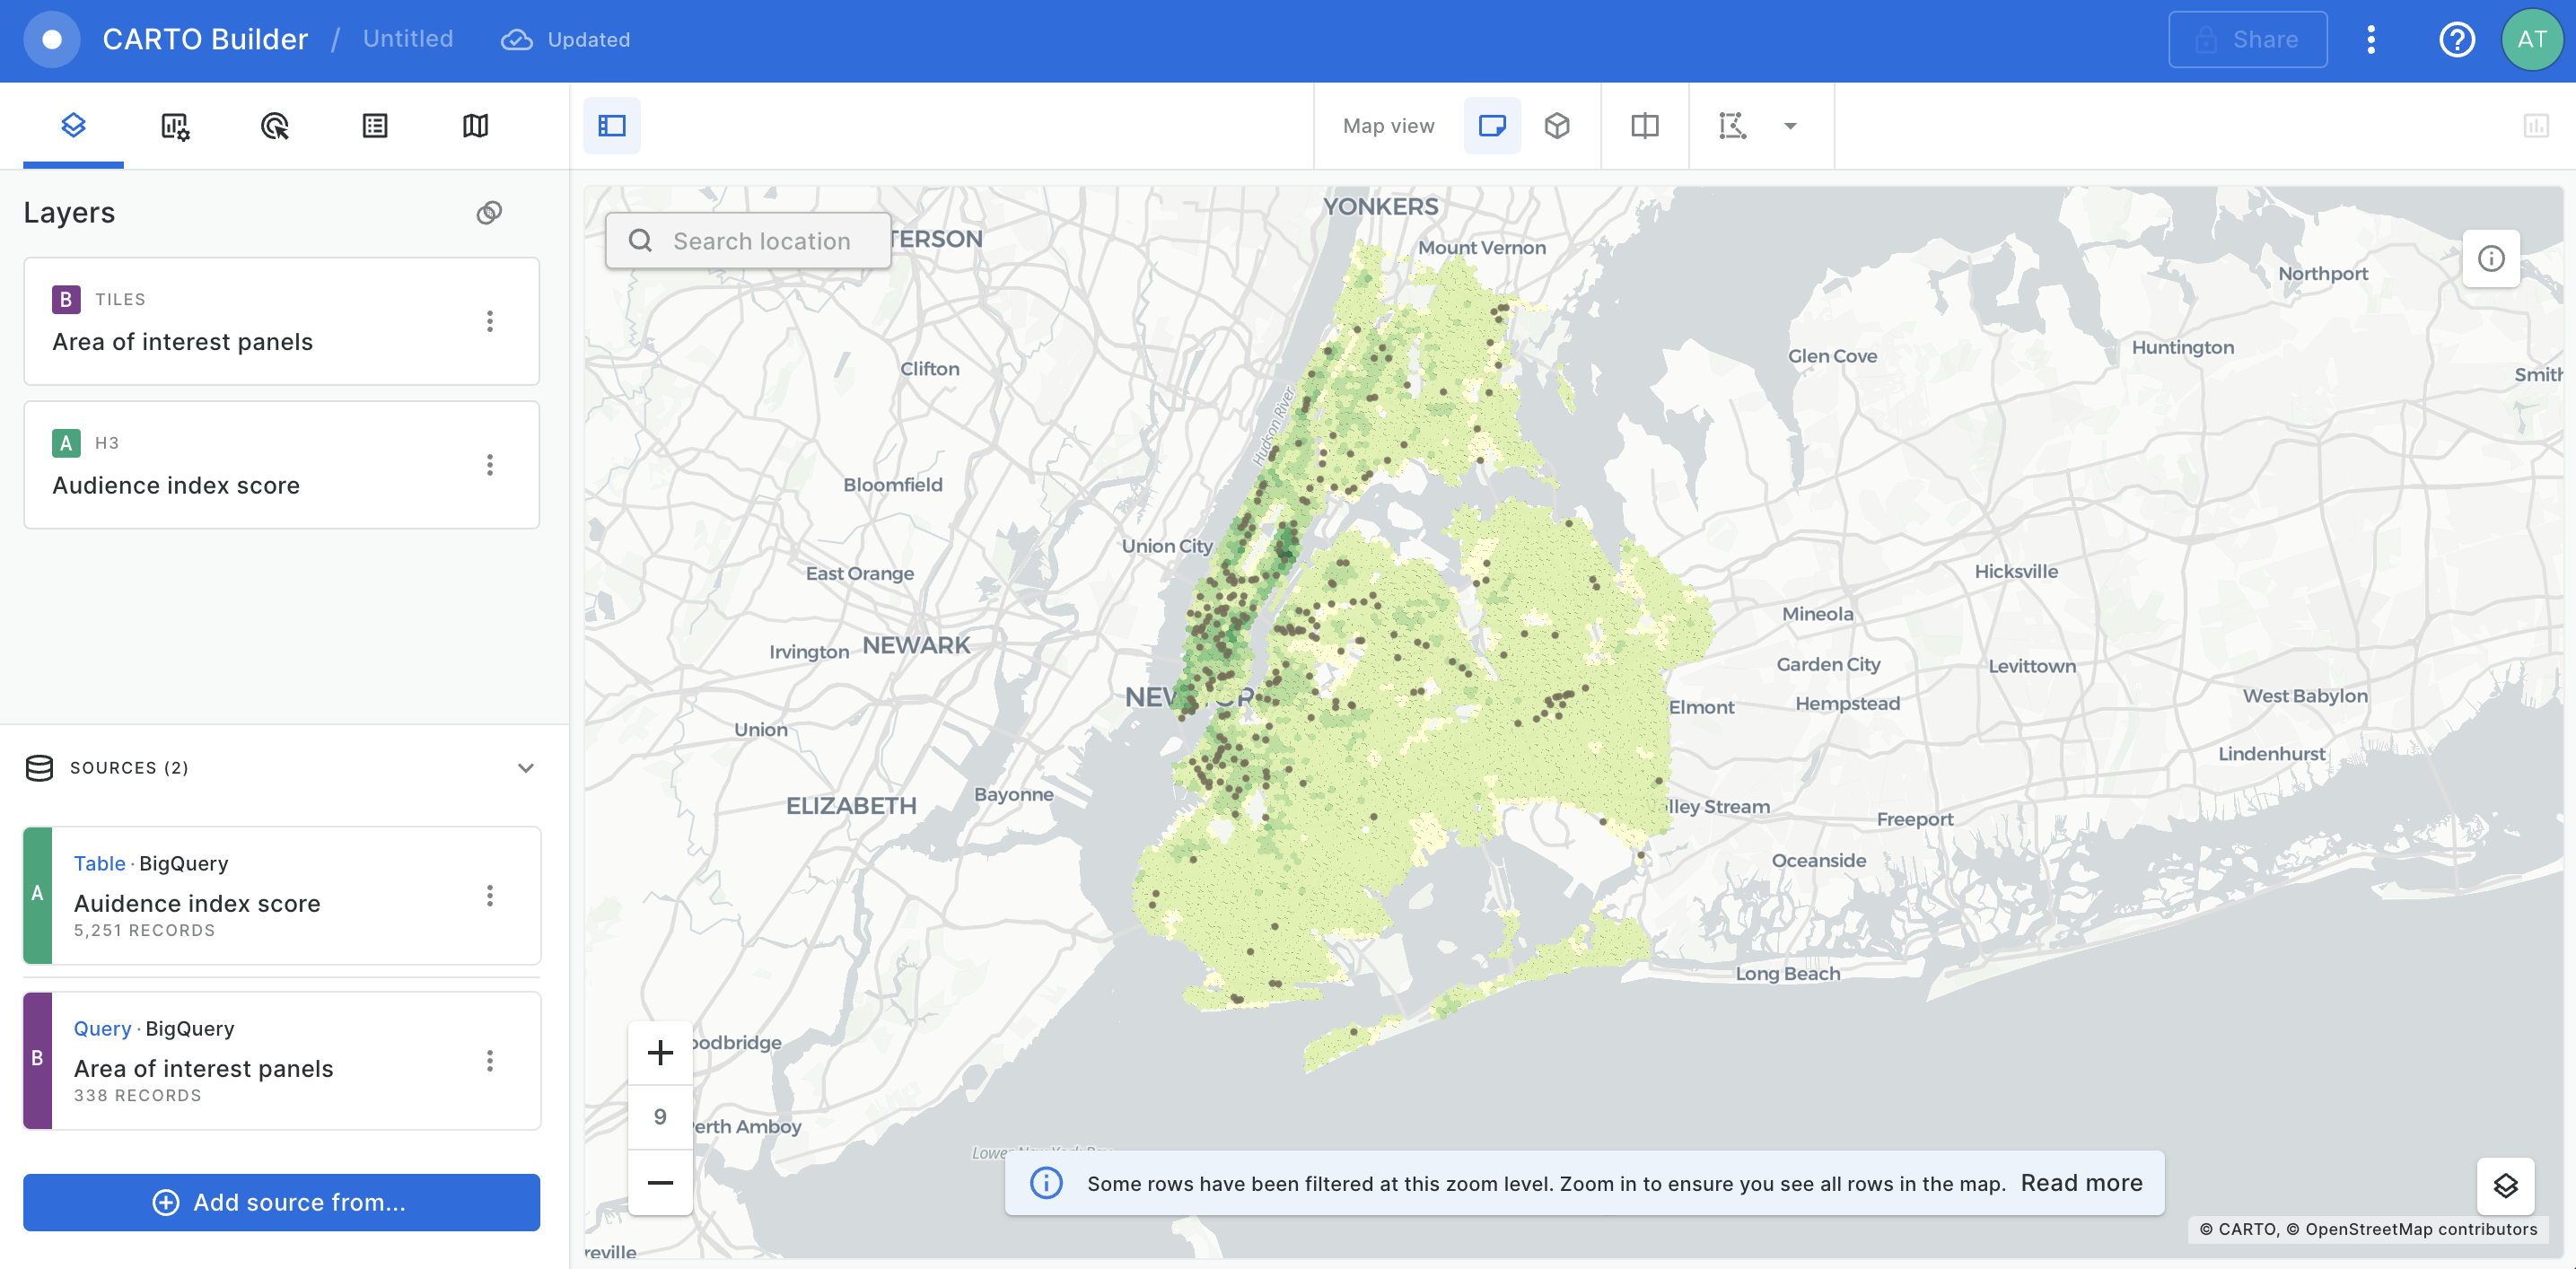 CARTO Builder / Untitled Updated
Share
AT
Map view
Layers
B TILES
Area of interest panels
A H3
Audience index score
SOURCES (2)
A
Table · BigQuery
Auidence index score
5,251 RECORDS
B
Query · BigQuery
Area of interest panels
338 RECORDS
Add source from...
Search location
YONKERS
TERSON
Mount Vernon
Northport
Huntington
Glen Cove
Smith
Clifton
Hudson River
Bloomfield
Union City
East Orange
Hicksville
Mineola
NEWARK
Irvington
Garden City
Levittown
West Babylon
Hempstead
Elmont
Union
Lindenhurst
Bayonne
ELIZABETH
lley Stream
Freeport
Oceanside
Long Beach
oodbridge
9
erth Amboy
Some rows have been filtered at this zoom level. Zoom in to ensure you see all rows in the map. Read more
© CARTO, © OpenStreetMap contributors
reville